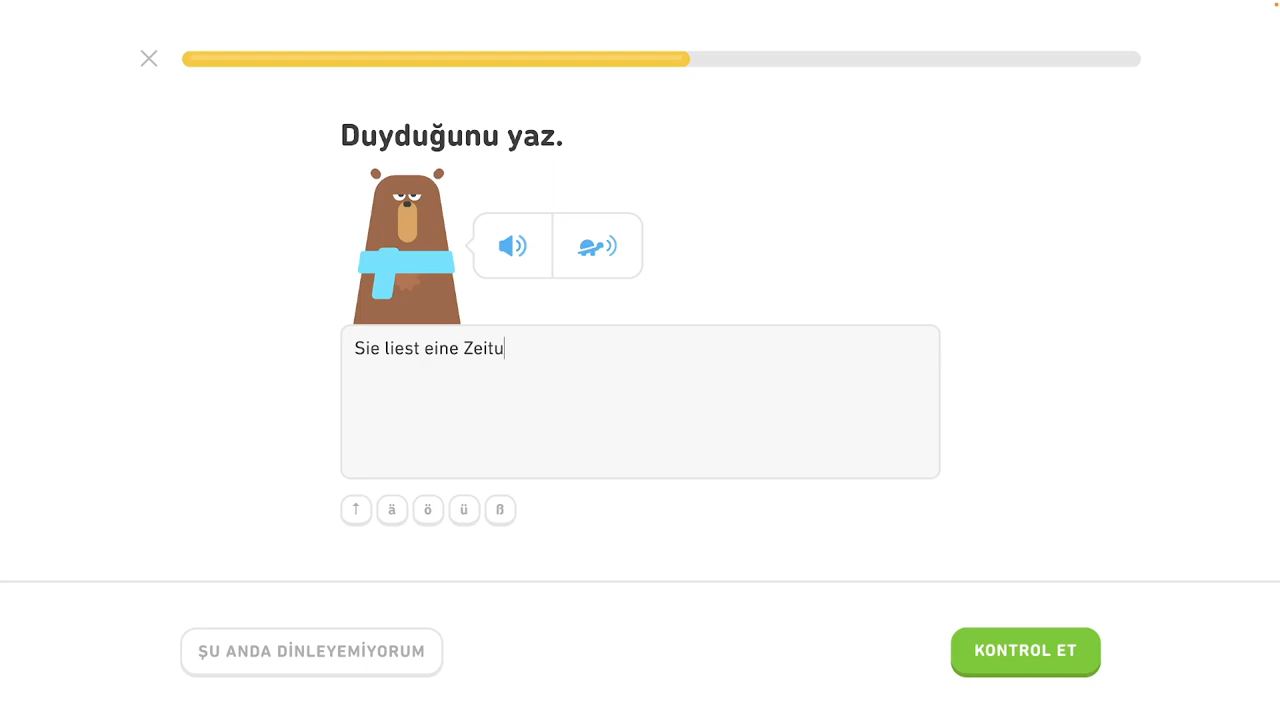 Duyduğunu yaz.
Sie liest eine Zeitu
↑ ä ö ü ß
ŞU ANDA DİNLEYEMİYORUM
KONTROL ET